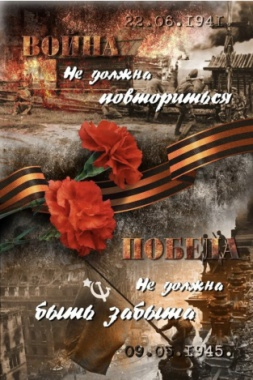 22.06.1941
ВОЙНА
Не должна
повториться
ПОБЕДА
Не должна
быть забыта
09.05.1945.